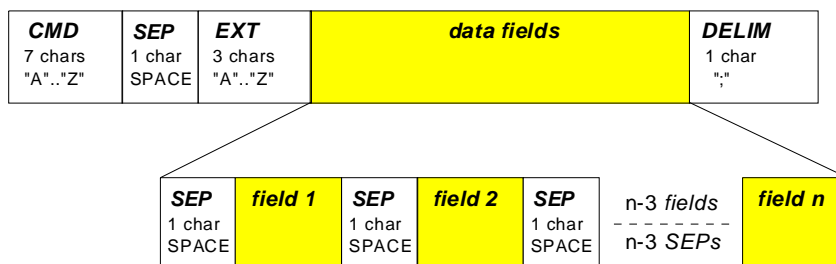 CMD
7 chars
"A".."Z"
SEP
1 char
SPACE
EXT
3 chars
"A".."Z"
data fields
DELIM
1 char
";"
SEP
1 char
SPACE
field 1
SEP
1 char
SPACE
field 2
SEP
1 char
SPACE
n-3 fields
n-3 SEPs
field n